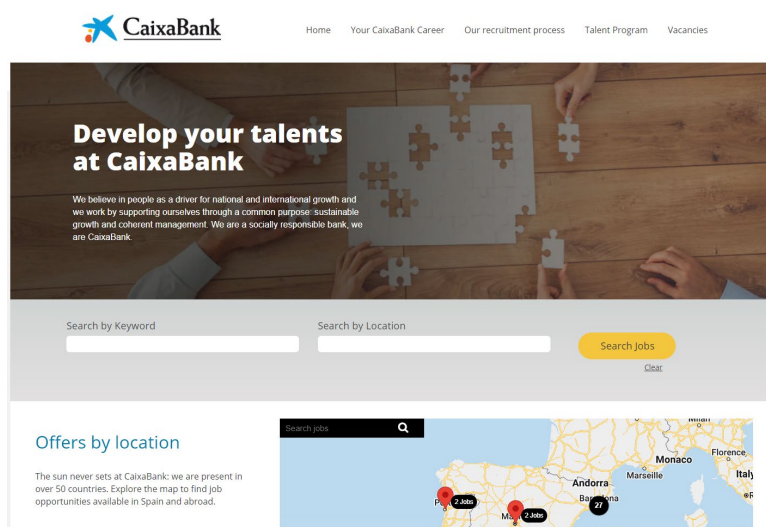 CaixaBank
Home Your CaixaBank Career Our recruitment process Talent Program Vacancies
Develop your talents
at CaixaBank
We believe in people as a driver for national and international growth and
we work by supporting ourselves through a common purpose: sustainable
growth and coherent management. We are a socially responsible bank, we
are CaixaBank.
Search by Keyword Search by Location
Search Jobs
Clear
Search jobs
Offers by location
The sun never sets at CaixaBank: we are present in
over 50 countries. Explore the map to find job
opportunities available in Spain and abroad.
Milan
Florence
Monaco
Marseille
Italy
Andorra
27
2 Jobs
2 Jobs